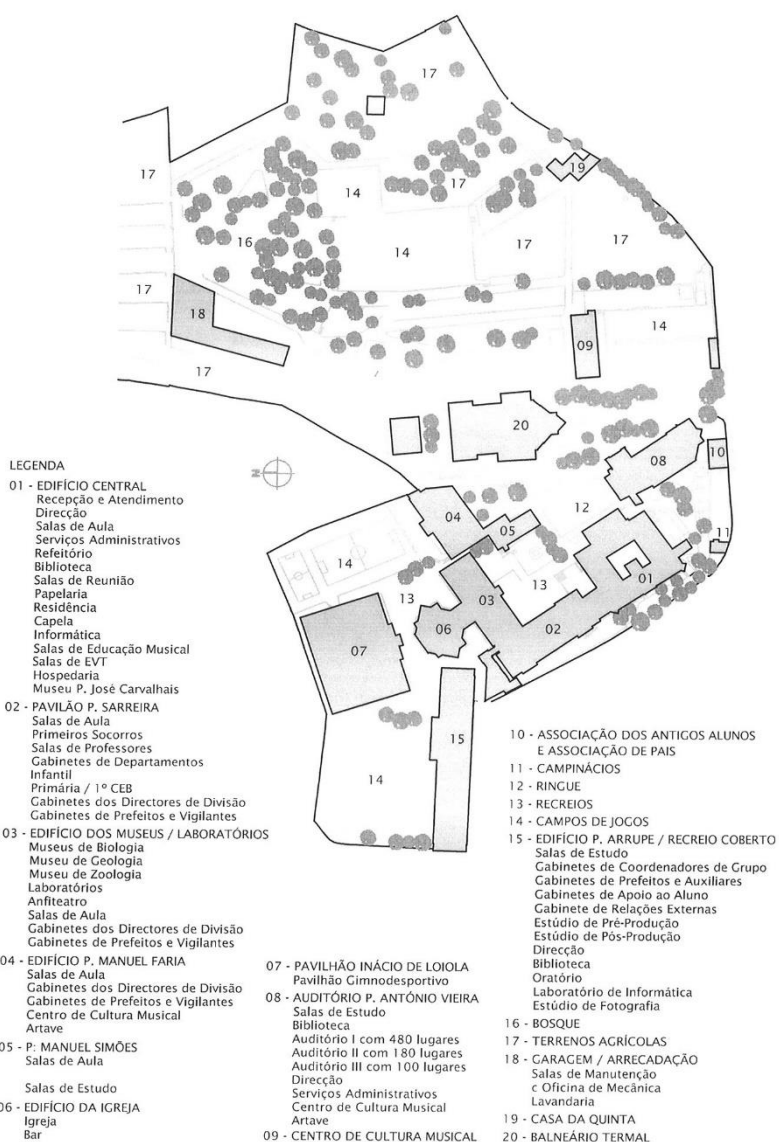 17
17
14
17
19
16
14
17
17
17
18
09
14
17
20
08
10
N
04
05
12
11
14
13
13
01
03
06
02
07
15
14
LEGENDA
01 - EDIFÍCIO CENTRAL
Recepção e Atendimento
Direcção
Salas de Aula
Serviços Administrativos
Refeitório
Biblioteca
Salas de Reunião
Papelaria
Residência
Capela
Informática
Salas de Educação Musical
Salas de EVT
Hospedaria
Museu P. José Carvalhais
02 - PAVILÃO P. SARREIRA
Salas de Aula
Primeiros Socorros
Salas de Professores
Gabinetes de Departamentos
Infantil
Primária / 1º CEB
Gabinetes dos Directores de Divisão
Gabinetes de Prefeitos e Vigilantes
03 - EDIFÍCIO DOS MUSEUS / LABORATÓRIOS
Museus de Biologia
Museu de Geologia
Museu de Zoologia
Laboratórios
Anfiteatro
Salas de Aula
Gabinetes dos Directores de Divisão
Gabinetes de Prefeitos e Vigilantes
04 - EDIFÍCIO P. MANUEL FARIA
Salas de Aula
Gabinetes dos Directores de Divisão
Gabinetes de Prefeitos e Vigilantes
Centro de Cultura Musical
Artave
05 - P: MANUEL SIMÕES
Salas de Aula
Salas de Estudo
06 - EDIFÍCIO DA IGREJA
Igreja
Bar
07 - PAVILHÃO INÁCIO DE LOIOLA
Pavilhão Gimnodesportivo
08 - AUDITÓRIO P. ANTÓNIO VIEIRA
Salas de Estudo
Biblioteca
Auditório I com 480 lugares
Auditório II com 180 lugares
Auditório III com 100 lugares
Direcção
Serviços Administrativos
Centro de Cultura Musical
Artave
09 - CENTRO DE CULTURA MUSICAL
10 - ASSOCIAÇÃO DOS ANTIGOS ALUNOS
E ASSOCIAÇÃO DE PAIS
11 - CAMPINÁCIOS
12 - RINGUE
13 - RECREIOS
14 - CAMPOS DE JOGOS
15 - EDIFÍCIO P. ARRUPE / RECREIO COBERTO
Salas de Estudo
Gabinetes de Coordenadores de Grupo
Gabinetes de Prefeitos e Auxiliares
Gabinetes de Apoio ao Aluno
Gabinete de Relações Externas
Estúdio de Pré-Produção
Estúdio de Pós-Produção
Direcção
Biblioteca
Oratório
Laboratório de Informática
Estúdio de Fotografia
16 - BOSQUE
17 - TERRENOS AGRÍCOLAS
18 - GARAGEM / ARRECADAÇÃO
Salas de Manutenção
c Oficina de Mecânica
Lavandaria
19 - CASA DA QUINTA
20 - BALNEÁRIO TERMAL